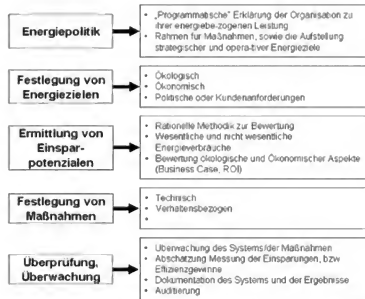 Energiepolitik
• „Programmatische" Erklärung der Organisation zu
ihrer energiebezogenen Leistung
• Rahmen für Maßnahmen, sowie die Aufstellung
strategischer und operativer Energieziele
Festlegung von
Energiezielen
• Ökologisch
• Ökonomisch
• Politische oder Kundenanforderungen
Ermittlung von
Einspar-
potenzialen
• Rationelle Methodik zur Bewertung
• Wesentliche und nicht wesentliche
• Energieverbräuche
• Bewertung ökologische und Ökonomischer Aspekte
(Business Case, ROI)
Festlegung von
Maßnahmen
• Technisch
• Verhaltensbezogen
•
Überprüfung,
Überwachung
• Überwachung des Systems/der Maßnahmen
• Abschätzung Messung der Einsparungen, bzw
Effizienzgewinne
• Dokumentation des Systems und der Ergebnisse
• Auditierung